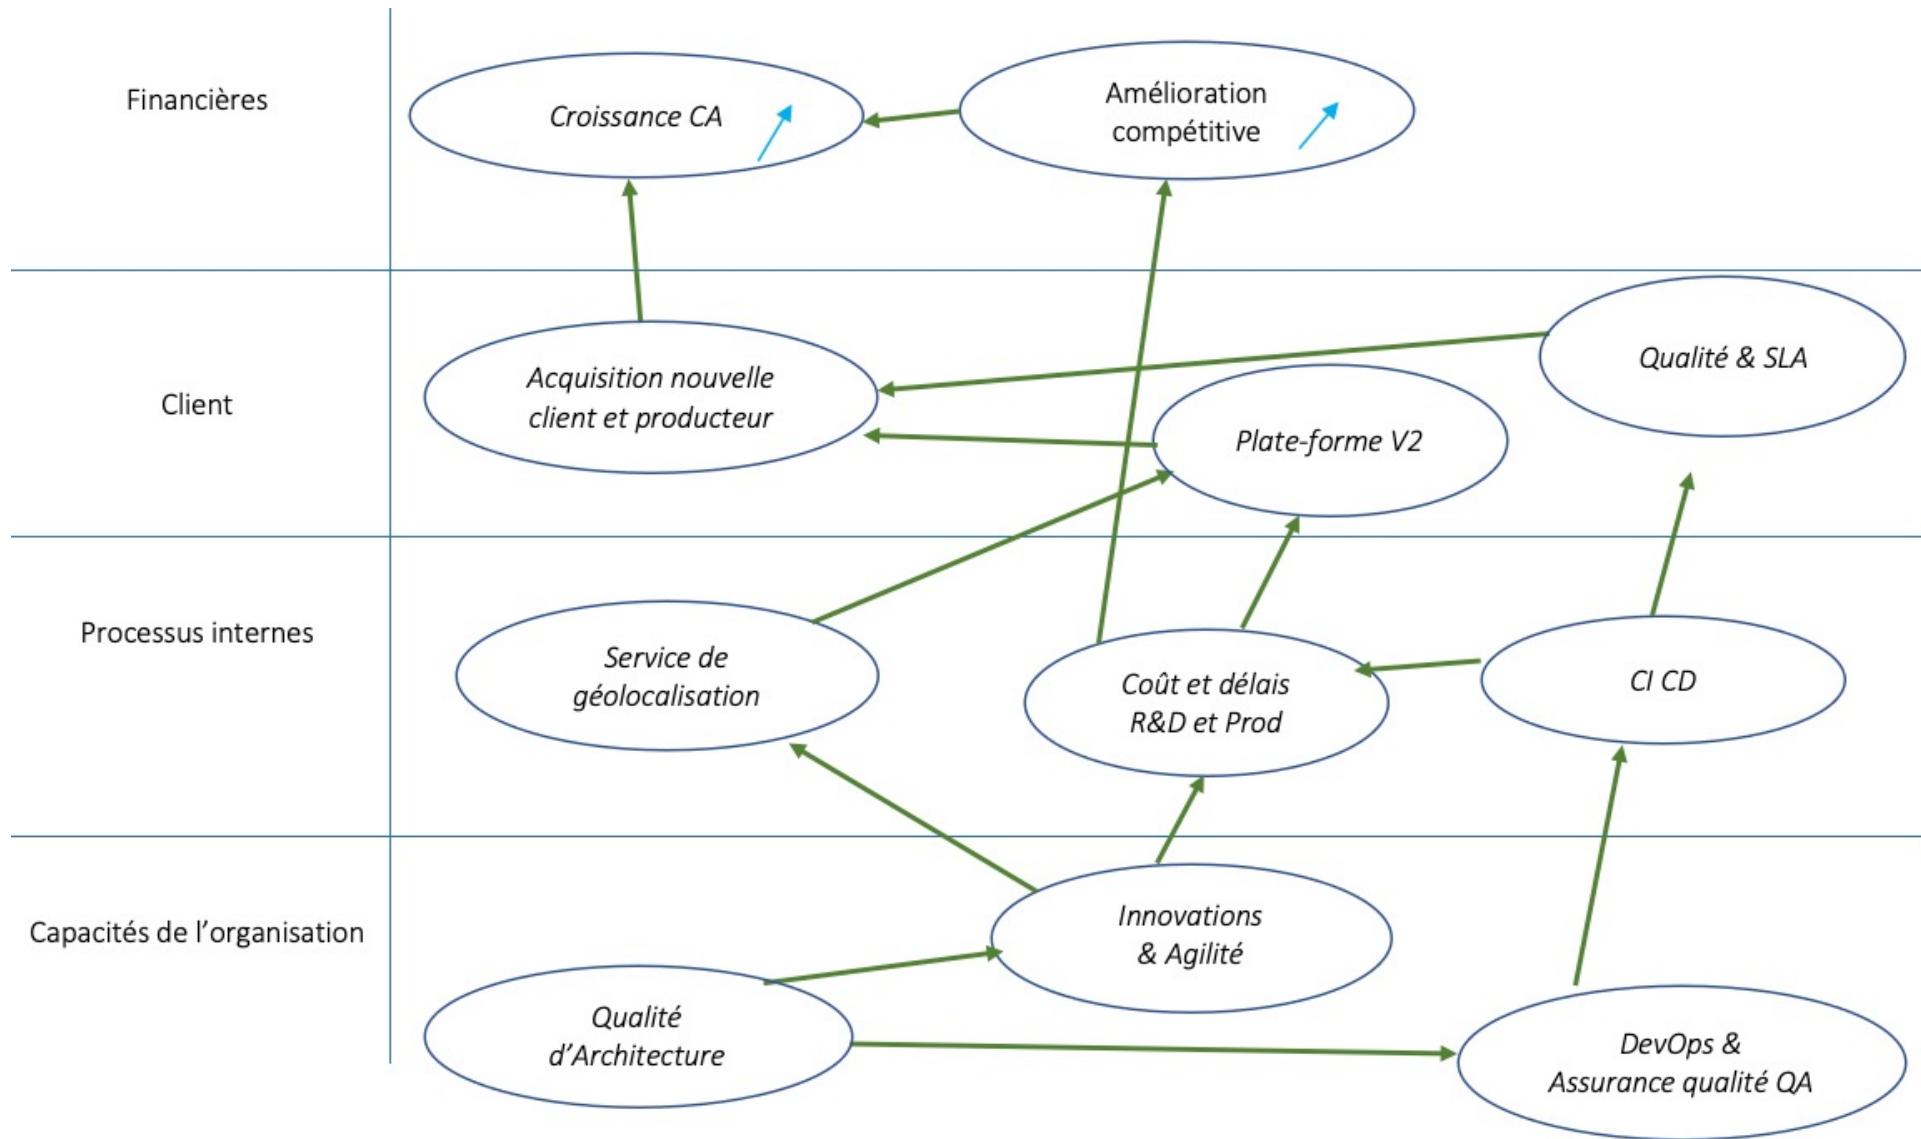 Financières
Croissance CA
Amélioration
compétitive
Client
Acquisition nouvelle
client et producteur
Plate-forme V2
Qualité & SLA
Processus internes
Service de
géolocalisation
Coût et délais
R&D et Prod
CI CD
Capacités de l’organisation
Innovations
& Agilité
Qualité
d’Architecture
DevOps &
Assurance qualité QA